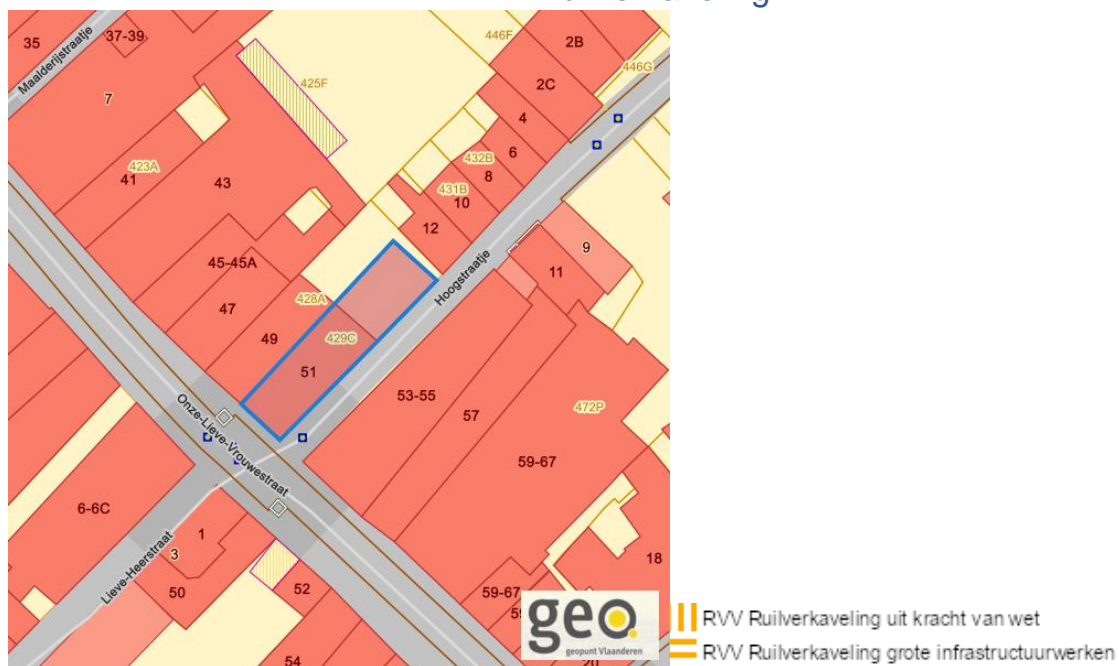 35
37-39
Maalderijstraatje
7
425F
446F
2B
446G
2C
4
6
432B
8
431B
10
12
423A
41
43
9
11
Hoogstraatje
45-45A
47
428A
49
429C
51
53-55
57
472P
59-67
Onze-Lieve-Vrouwestraat
6-6C
Lieve-Heerstraat
1
3
50
52
54
59-67
18
20
geo.
geopunt Vlaanderen
RVV Ruilverkaveling uit kracht van wet
RVV Ruilverkaveling grote infrastructuurwerken